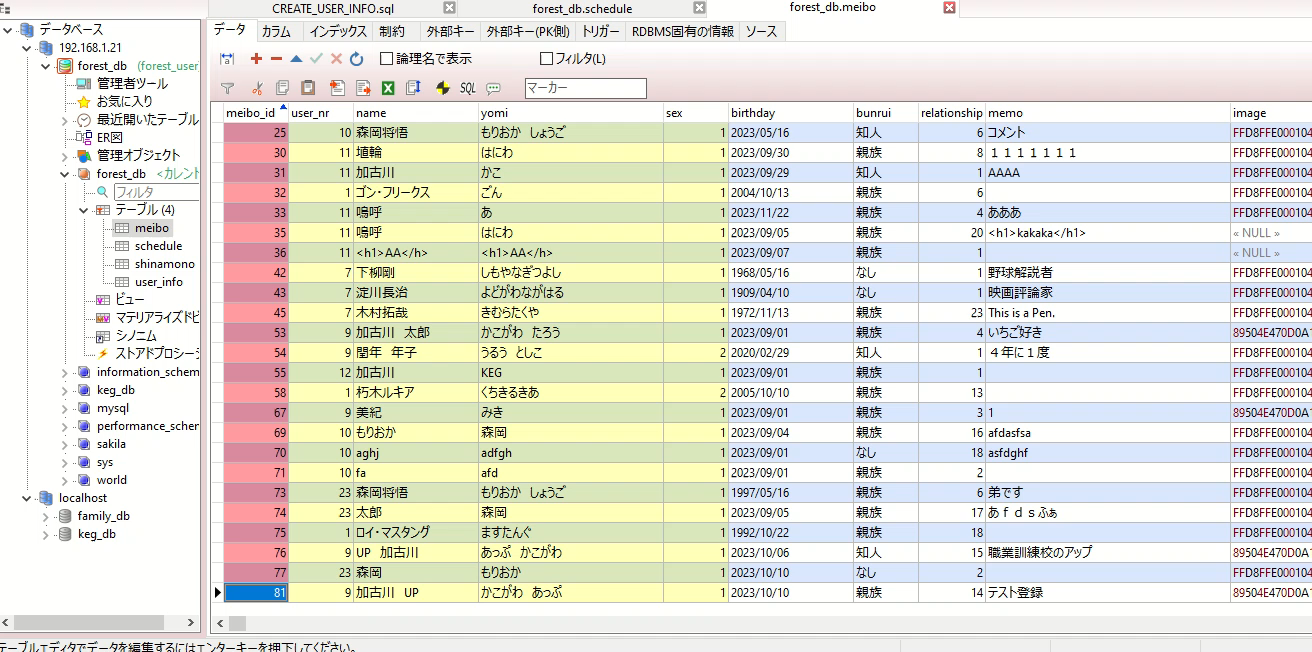 CREATE_USER_INFO.sql forest_db.schedule forest_db.meibo
データベース
192.168.1.21
forest_db (forest_user
管理者ツール
お気に入り
最近開いたテーブル
ER図
管理オブジェクト
forest_db <カレント
フィルタ
テーブル (4)
meibo
schedule
shinamono
user_info
ビュー
マテリアライズドビ
シノニム
ストアドプロシージ
information_schem
keg_db
mysql
performance_schem
sakila
sys
world
localhost
family_db
keg_db
データ カラム インデックス 制約 外部キー 外部キー(PK側) トリガー RDBMS固有の情報 ソース
論理名で表示 フィルタ(L)
SQL マーカー
meibo_id user_nr name yomi sex birthday bunrui relationship memo image
25 10 森岡将悟 もりおか しょうご 1 2023/05/16 知人 6 コメント FFD8FFE000104
30 11 埴輪 はにわ 1 2023/09/30 親族 8 １１１１１１１ FFD8FFE000104
31 11 加古川 かこ 1 2023/09/29 知人 1 AAAA FFD8FFE000104
32 1 ゴン・フリークス ごん 1 2004/10/13 親族 6 FFD8FFE000104
33 11 嗚呼 あ 1 2023/11/22 親族 4 あああ FFD8FFE000104
35 11 嗚呼 はにわ 1 2023/09/05 親族 20 <h1>kakaka</h1> « NULL »
36 11 <h1>AA</h> <h1>AA</h> 1 2023/09/07 親族 1 « NULL »
42 7 下柳剛 しもやなぎつよし 1 1968/05/16 なし 1 野球解説者 FFD8FFE000104
43 7 淀川長治 よどがわながはる 1 1909/04/10 なし 1 映画評論家 FFD8FFE000104
45 7 木村拓哉 きむらたくや 1 1972/11/13 親族 23 This is a Pen. FFD8FFE000104
53 9 加古川　太郎 かこがわ　たろう 1 2023/09/01 親族 4 いちご好き 89504E470D0A1
54 9 閏年　年子 うるう　としこ 2 2020/02/29 知人 1 ４年に１度 FFD8FFE000104
55 12 加古川 KEG 1 2023/09/01 親族 1 FFD8FFE000104
58 1 朽木ルキア くちきるきあ 2 2005/10/10 親族 13 FFD8FFE000104
67 9 美紀 みき 1 2023/09/01 親族 3 1 89504E470D0A1
69 10 もりおか 森岡 1 2023/09/04 親族 16 afdasfsa FFD8FFE000104
70 10 aghj adfgh 1 2023/09/01 なし 18 asfdghf FFD8FFE000104
71 10 fa afd 1 2023/09/01 親族 2 FFD8FFE000104
73 23 森岡将悟 もりおか しょうご 1 1997/05/16 親族 6 弟です FFD8FFE000104
74 23 太郎 森岡 1 2023/09/05 親族 17 あｆｄｓふぁ FFD8FFE000104
75 1 ロイ・マスタング ますたんぐ 1 1992/10/22 親族 18 FFD8FFE000104
76 9 UP　加古川 あっぷ かこがわ 1 2023/10/06 知人 15 職業訓練校のアップ 89504E470D0A1
77 23 森岡 もりおか 1 2023/10/10 なし 2 FFD8FFE000104
81 9 加古川　UP かこがわ あっぷ 1 2023/10/10 親族 14 テスト登録 89504E470D0A1
テーブルエディタでデータを編集するにはエンターキーを押下してください。